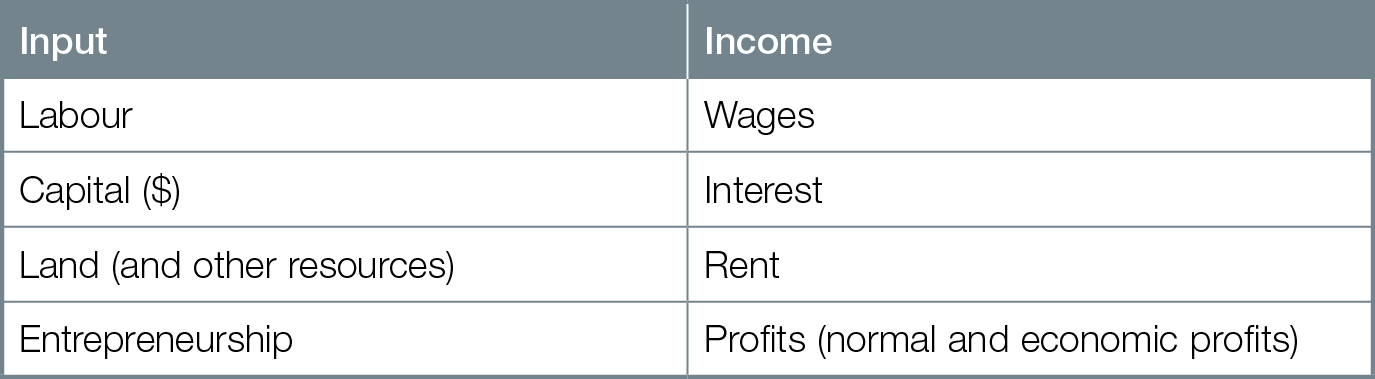 Input Income
Labour Wages
Capital ($) Interest
Land (and other resources) Rent
Entrepreneurship Profits (normal and economic profits)